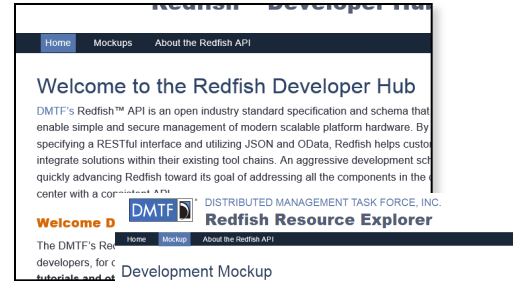 Redfish Developer Hub
Home Mockups About the Redfish API
Welcome to the Redfish Developer Hub
DMTF's Redfish™ API is an open industry standard specification and schema that
enable simple and secure management of modern scalable platform hardware. By
specifying a RESTful interface and utilizing JSON and OData, Redfish helps
integrate solutions within their existing tool chains. An aggressive development
quickly advancing Redfish toward its goal of addressing all the components in the
center with a consistent API.
Welcome D
The DMTF's Re
developers, for
tutorials and ot
DMTF
DISTRIBUTED MANAGEMENT TASK FORCE, INC.
Redfish Resource Explorer
Home Mockup About the Redfish API
Development Mockup